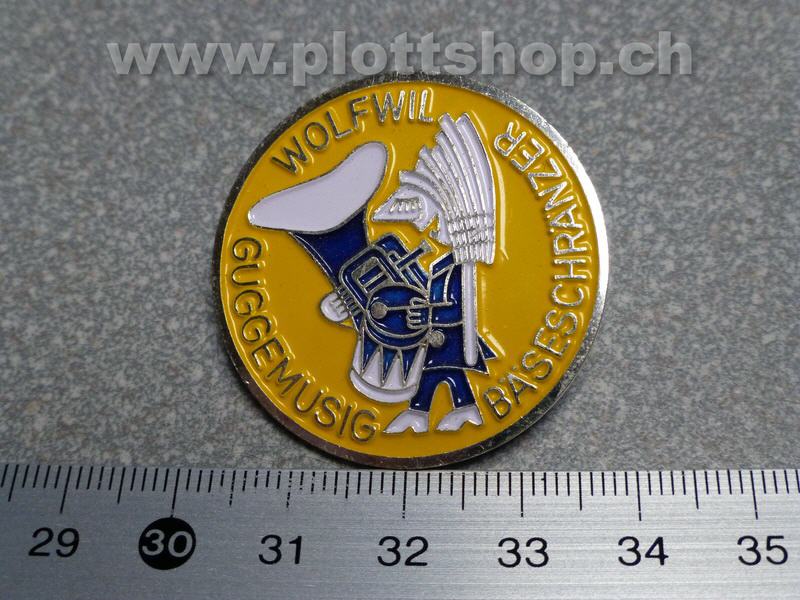 www.plottshop.ch
WOLFWIL
GUGGEMUSIG
BÄSESCHRÄNZER
29 30 31 32 33 34 35